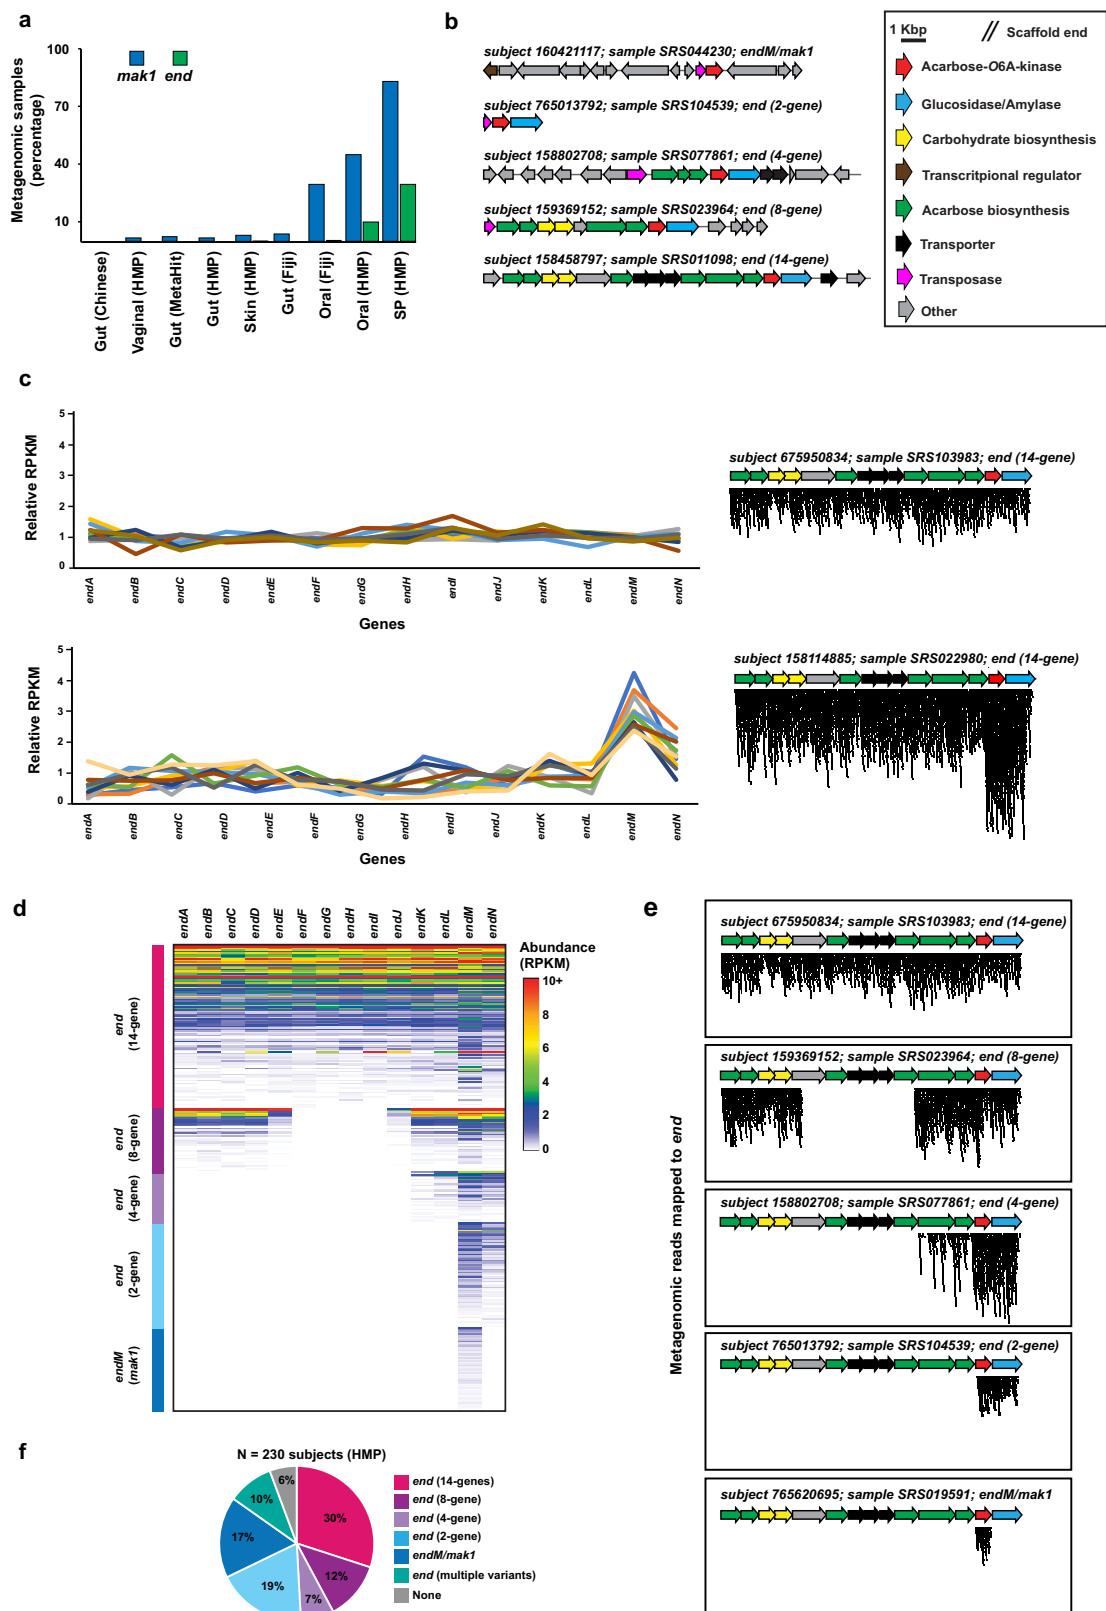 a
100
70
40
10
Metagenomic samples
(percentage)
mak1
end
Gut (Chinese)
Vaginal (HMP)
Gut (MetaHit)
Gut (HMP)
Skin (HMP)
Gut (Fiji)
Oral (Fiji)
Oral (HMP)
SP (HMP)
b
subject 160421117; sample SRS044230; endM/mak1
subject 765013792; sample SRS104539; end (2-gene)
subject 158802708; sample SRS077861; end (4-gene)
subject 159369152; sample SRS023964; end (8-gene)
subject 158458797; sample SRS011098; end (14-gene)
1 Kbp
// Scaffold end
Acarbose-O6A-kinase
Glucosidase/Amylase
Carbohydrate biosynthesis
Transcritpional regulator
Acarbose biosynthesis
Transporter
Transposase
Other
c
Relative RPKM
5
4
3
2
1
0
endA
endB
endC
endD
endE
endF
endG
endH
endI
endJ
endK
endL
endM
endN
Genes
subject 675950834; sample SRS103983; end (14-gene)
Relative RPKM
5
4
3
2
1
0
endA
endB
endC
endD
endE
endF
endG
endH
endI
endJ
endK
endL
endM
endN
Genes
subject 158114885; sample SRS022980; end (14-gene)
d
endA
endB
endC
endD
endE
endF
endG
endH
endI
endJ
endK
endL
endM
endN
end
(14-gene)
end
(8-gene)
end
(4-gene)
end
(2-gene)
endM
(mak1)
Abundance
(RPKM)
10+
8
6
4
2
0
e
Metagenomic reads mapped to end
subject 675950834; sample SRS103983; end (14-gene)
subject 159369152; sample SRS023964; end (8-gene)
subject 158802708; sample SRS077861; end (4-gene)
subject 765013792; sample SRS104539; end (2-gene)
subject 765620695; sample SRS019591; endM/mak1
f
N = 230 subjects (HMP)
6%
10%
30%
17%
12%
19%
7%
end (14-genes)
end (8-gene)
end (4-gene)
end (2-gene)
endM/mak1
end (multiple variants)
None